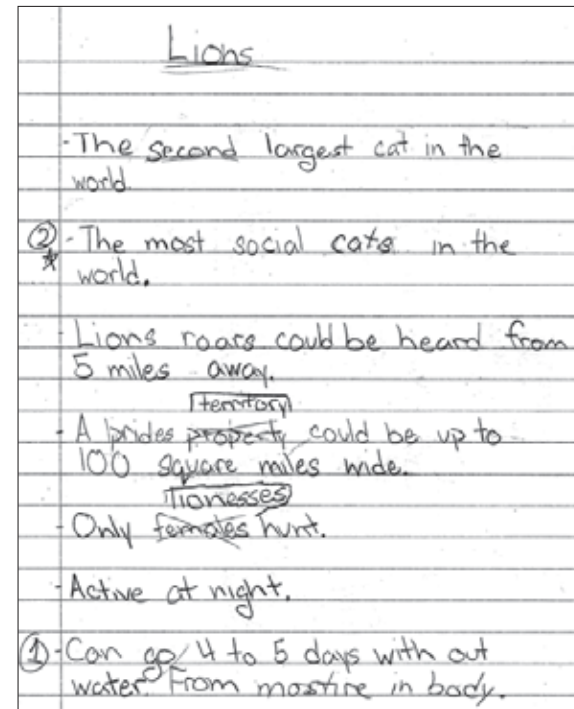 Lions
-The second largest cat in the
world.
② -The most social cats in the
world.
- Lions roars could be heard from
5 miles away.
territory
- A prides property could be up to
100 square miles wide.
lionesses
- Only females hunt.
- Active at night.
① -Can go 4 to 5 days with out
water. From mostire in body.